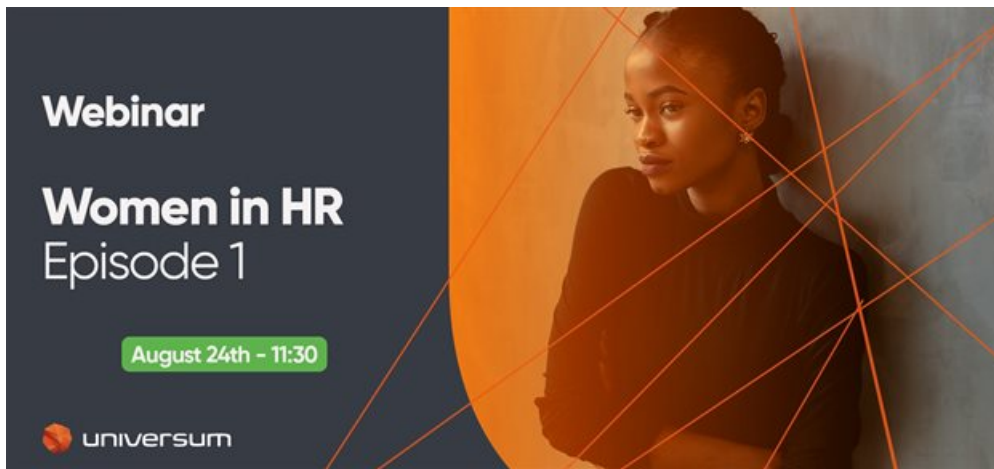 Webinar
Women in HR
Episode 1
August 24th - 11:30
universum